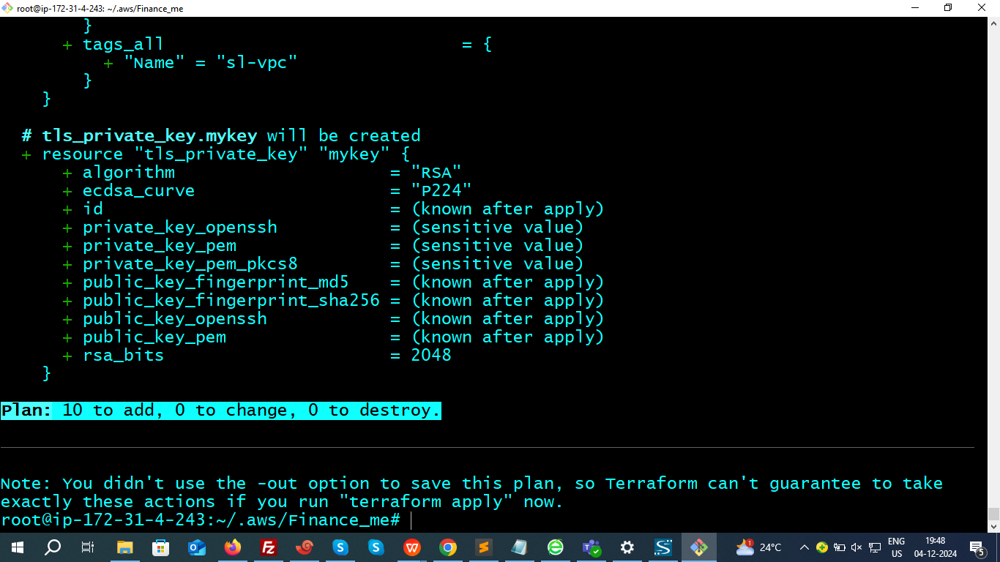 root@ip-172-31-4-243: ~/.aws/Finance_me
}
+ tags_all = {
+ "Name" = "sl-vpc"
}
}
# tls_private_key.mykey will be created
+ resource "tls_private_key" "mykey" {
+ algorithm = "RSA"
+ ecdsa_curve = "P224"
+ id = (known after apply)
+ private_key_openssh = (sensitive value)
+ private_key_pem = (sensitive value)
+ private_key_pem_pkcs8 = (sensitive value)
+ public_key_fingerprint_md5 = (known after apply)
+ public_key_fingerprint_sha256 = (known after apply)
+ public_key_openssh = (known after apply)
+ public_key_pem = (known after apply)
+ rsa_bits = 2048
}
Plan: 10 to add, 0 to change, 0 to destroy.
Note: You didn't use the -out option to save this plan, so Terraform can't guarantee to take
exactly these actions if you run "terraform apply" now.
root@ip-172-31-4-243:~/.aws/Finance_me#
Fz S S W S 1 24°C ENG US 19:48 04-12-2024 5